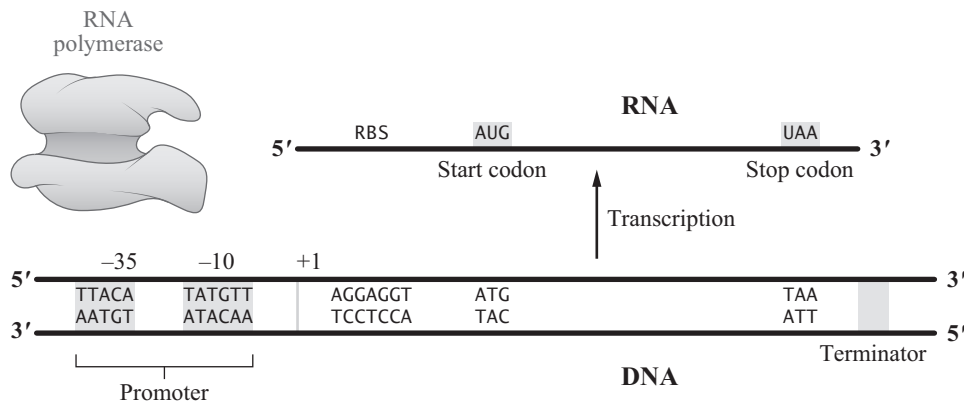 RNA
polymerase
RNA
RBS AUG UAA
5′ 3′
Start codon Stop codon
Transcription
–35 –10 +1
5′ 3′
TTACA TATGTT AGGAGGT ATG TAA
AATGT ATACAA TCCTCCA TAC ATT
3′ 5′
Terminator
Promoter DNA